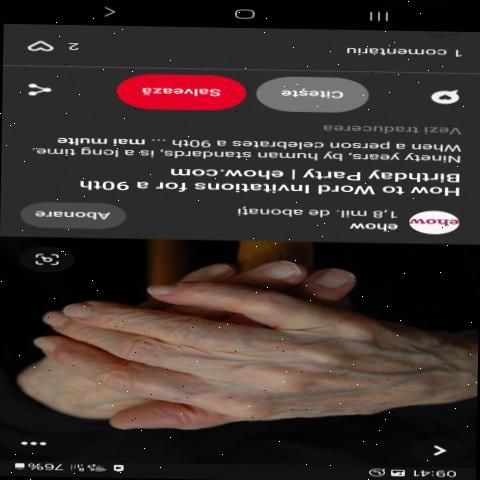 09:41
76%
ehow
1,8 mil. de abonați
Abonare
How to Word Invitations for a 90th
Birthday Party | ehow.com
Ninety years, by human standards, is a long time.
When a person celebrates a 90th ... mai multe
Vezi traducerea
Citește
Salvează
1 comentariu
2